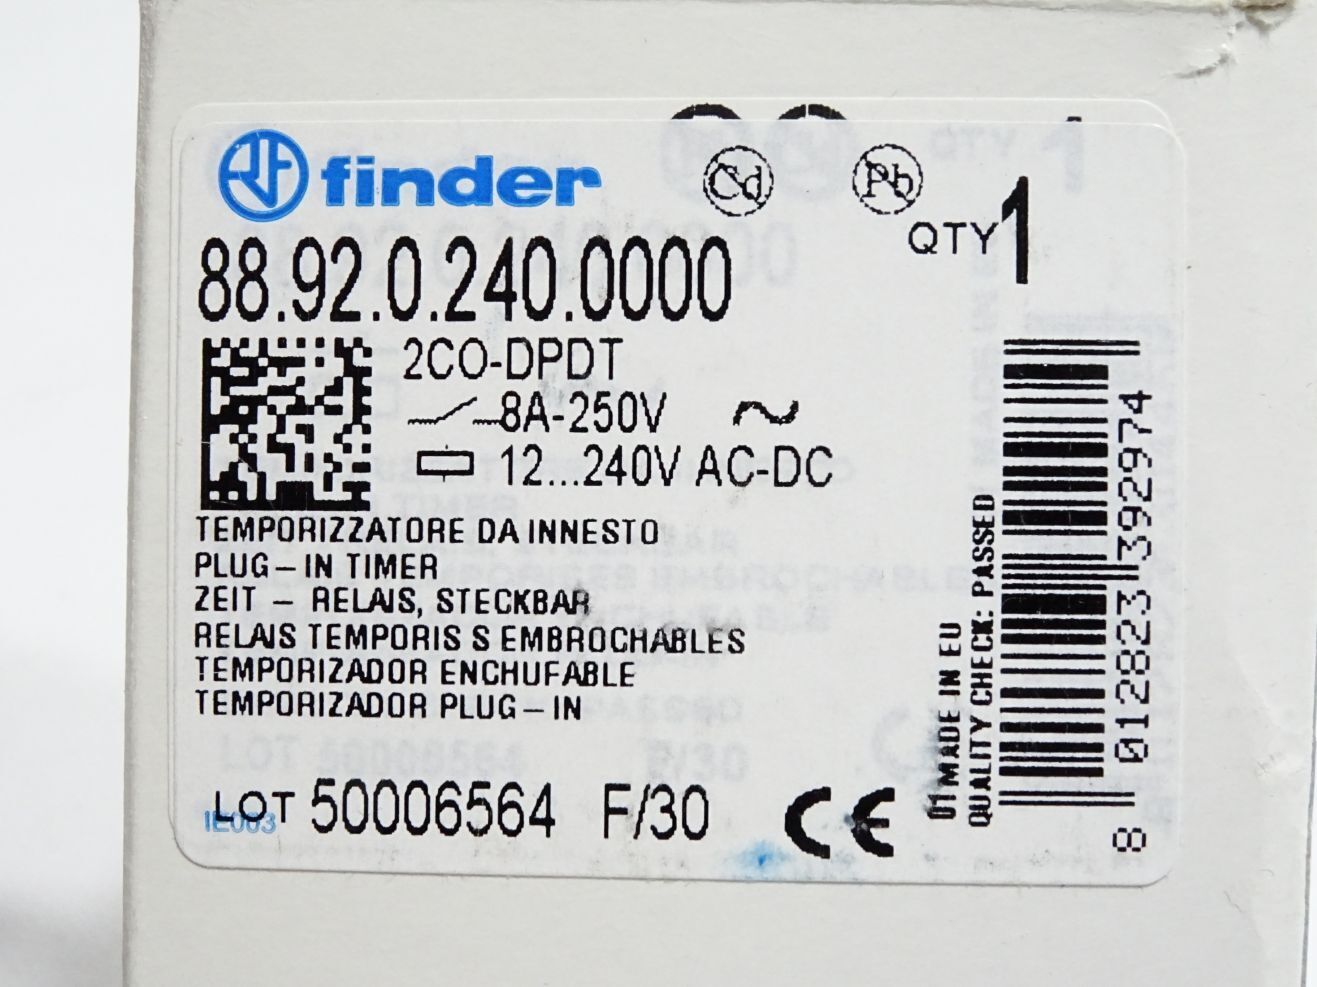 finder
Cd Pb
QTY 1
88.92.0.240.0000
2CO-DPDT
8A-250V ~
12...240V AC-DC
TEMPORIZZATORE DA INNESTO
PLUG-IN TIMER
ZEIT - RELAIS, STECKBAR
RELAIS TEMPORIS S EMBROCHABLES
TEMPORIZADOR ENCHUFABLE
TEMPORIZADOR PLUG-IN
LOT 50006564 F/30
IE003
CE
01MADE IN EU
QUALITY CHECK: PASSED
8 012823 392974